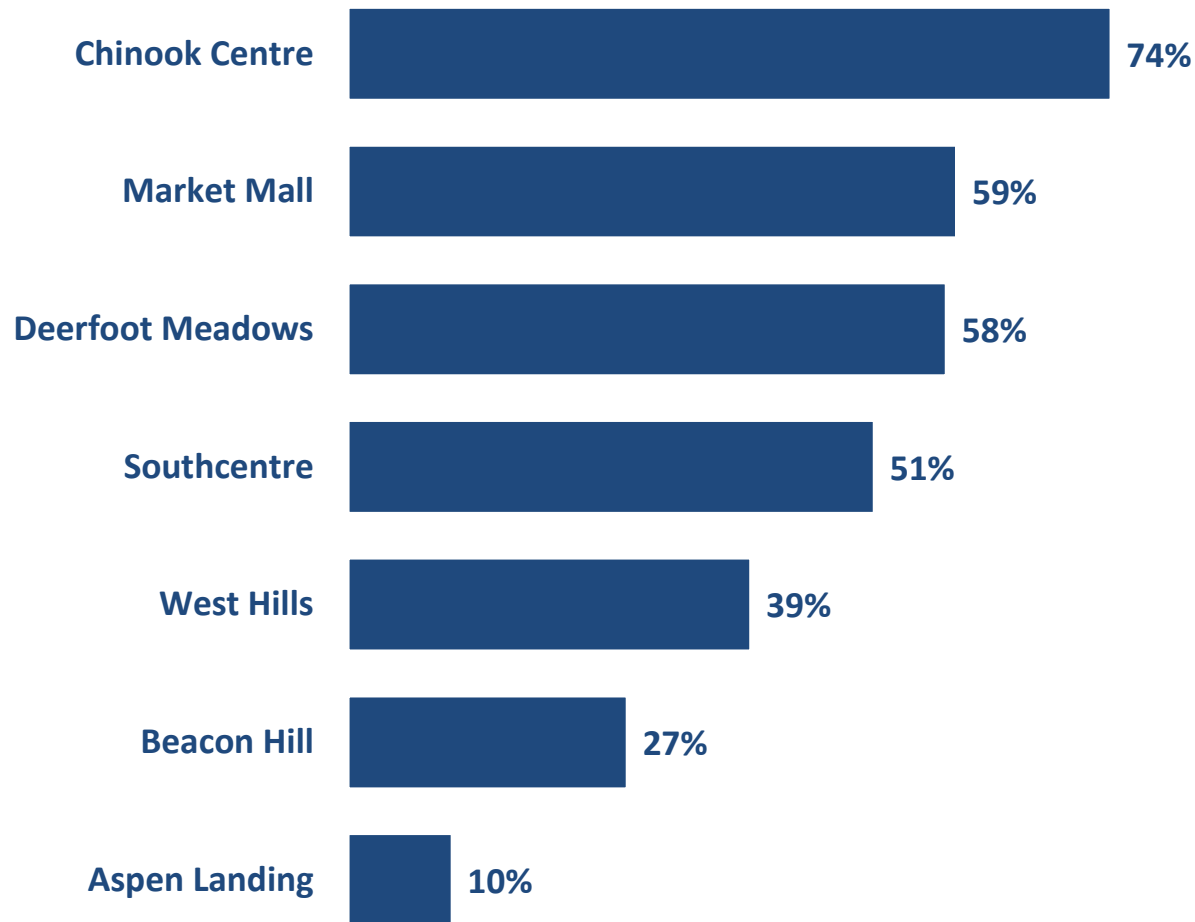 Chinook Centre 74%
Market Mall 59%
Deerfoot Meadows 58%
Southcentre 51%
West Hills 39%
Beacon Hill 27%
Aspen Landing 10%